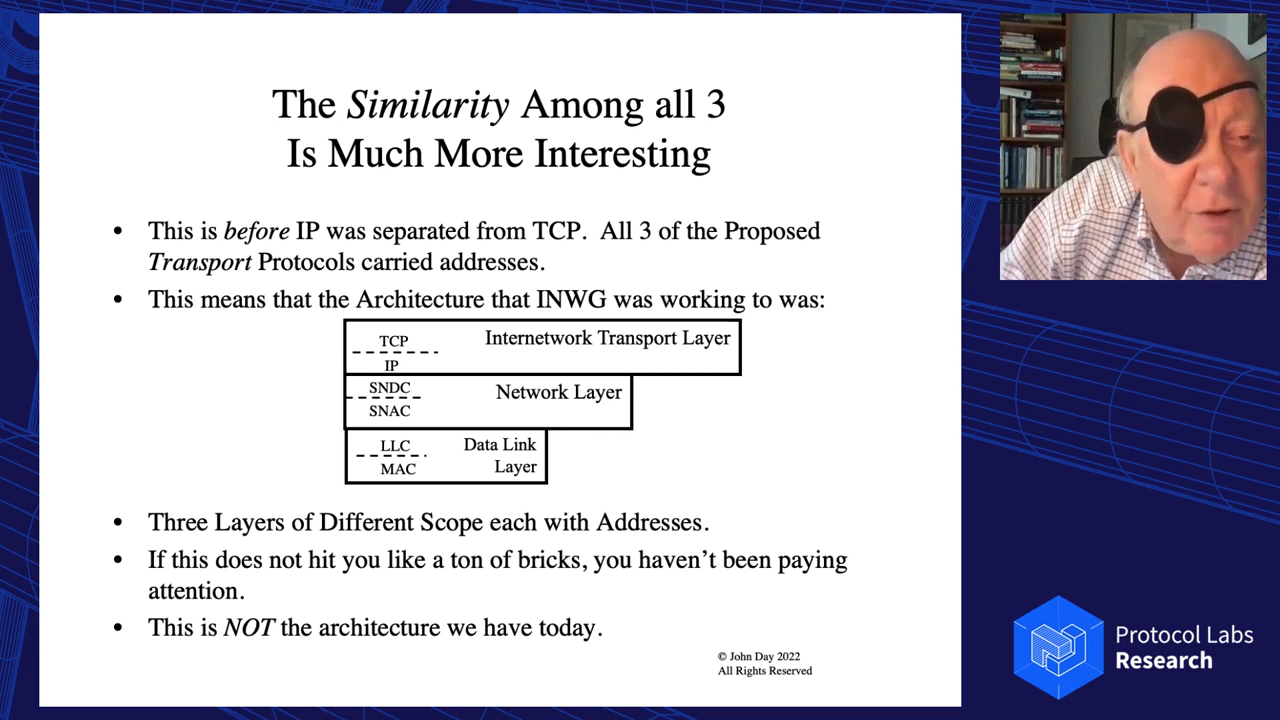 The Similarity Among all 3
Is Much More Interesting
• This is before IP was separated from TCP. All 3 of the Proposed
Transport Protocols carried addresses.
• This means that the Architecture that INWG was working to was:
TCP
Internetwork Transport Layer
IP
SNDC
Network Layer
SNAC
LLC
Data Link
Layer
MAC
• Three Layers of Different Scope each with Addresses.
• If this does not hit you like a ton of bricks, you haven’t been paying
attention.
• This is NOT the architecture we have today.
© John Day 2022
All Rights Reserved
Protocol Labs
Research